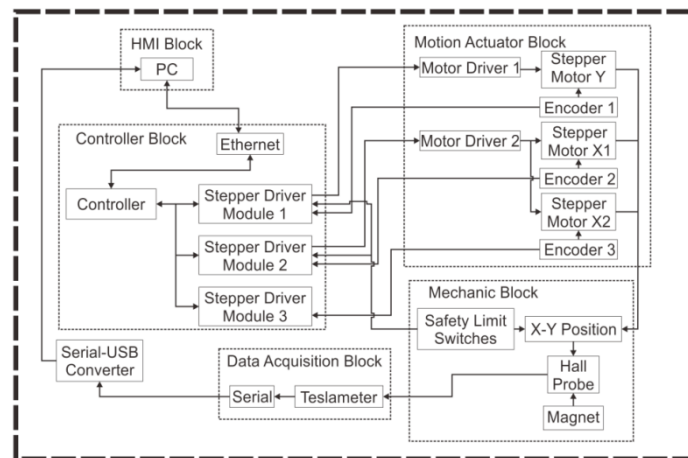 HMI Block
PC
Ethernet
Controller Block
Controller
Stepper Driver
Module 1
Stepper Driver
Module 2
Stepper Driver
Module 3
Motion Actuator Block
Motor Driver 1
Stepper
Motor Y
Encoder 1
Motor Driver 2
Stepper
Motor X1
Encoder 2
Stepper
Motor X2
Encoder 3
Mechanic Block
Safety Limit
Switches
X-Y Position
Hall
Probe
Magnet
Data Acquisition Block
Serial
Teslameter
Serial-USB
Converter